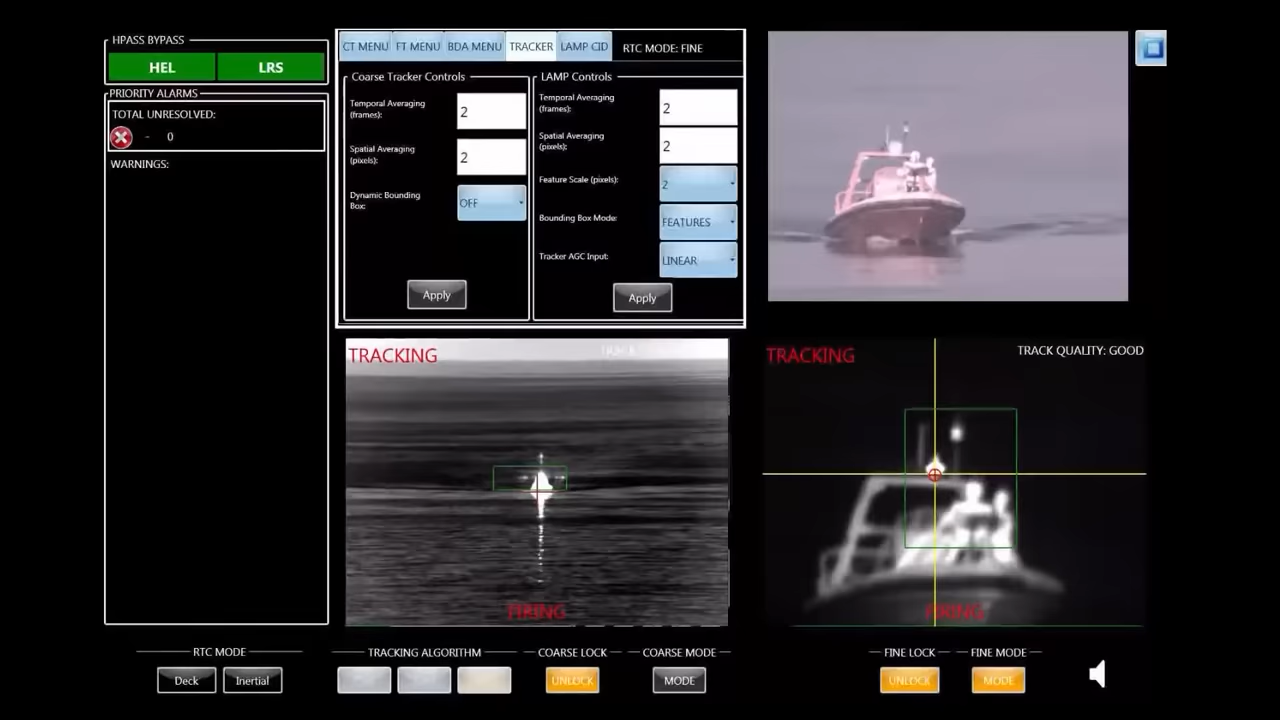 HPASS BYPASS
HEL LRS
PRIORITY ALARMS
TOTAL UNRESOLVED:
- 0
WARNINGS:
CT MENU FT MENU BDA MENU TRACKER LAMP CID RTC MODE: FINE
Coarse Tracker Controls
Temporal Averaging
(frames):
2
Spatial Averaging
(pixels):
2
Dynamic Bounding
Box:
OFF
Apply
LAMP Controls
Temporal Averaging
(frames):
2
Spatial Averaging
(pixels):
2
Feature Scale (pixels):
2
Bounding Box Mode:
FEATURES
Tracker AGC Input:
LINEAR
Apply
TRACKING
FIRING
TRACKING
TRACK QUALITY: GOOD
FIRING
RTC MODE
Deck Inertial
TRACKING ALGORITHM
COARSE LOCK
UNLOCK
COARSE MODE
MODE
FINE LOCK
UNLOCK
FINE MODE
MODE